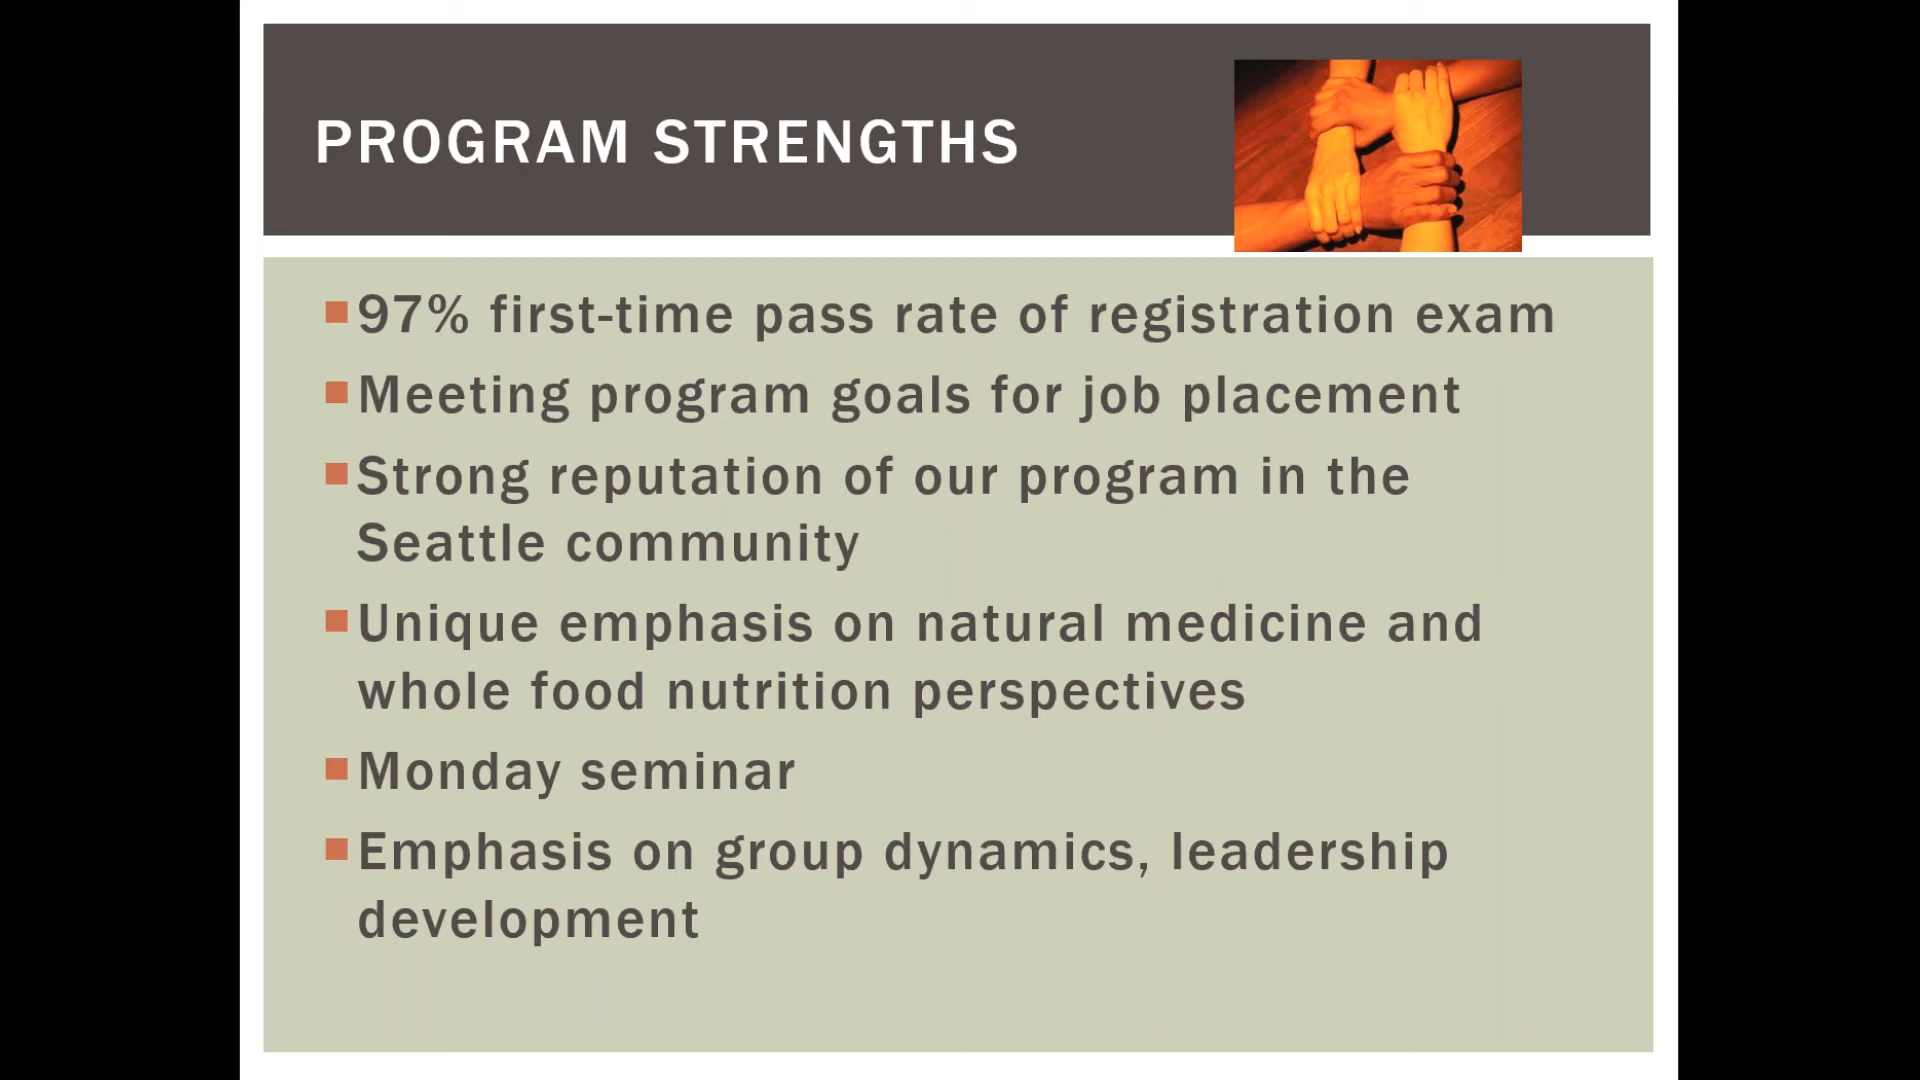 PROGRAM STRENGTHS
97% first-time pass rate of registration exam
Meeting program goals for job placement
Strong reputation of our program in the
Seattle community
Unique emphasis on natural medicine and
whole food nutrition perspectives
Monday seminar
Emphasis on group dynamics, leadership
development